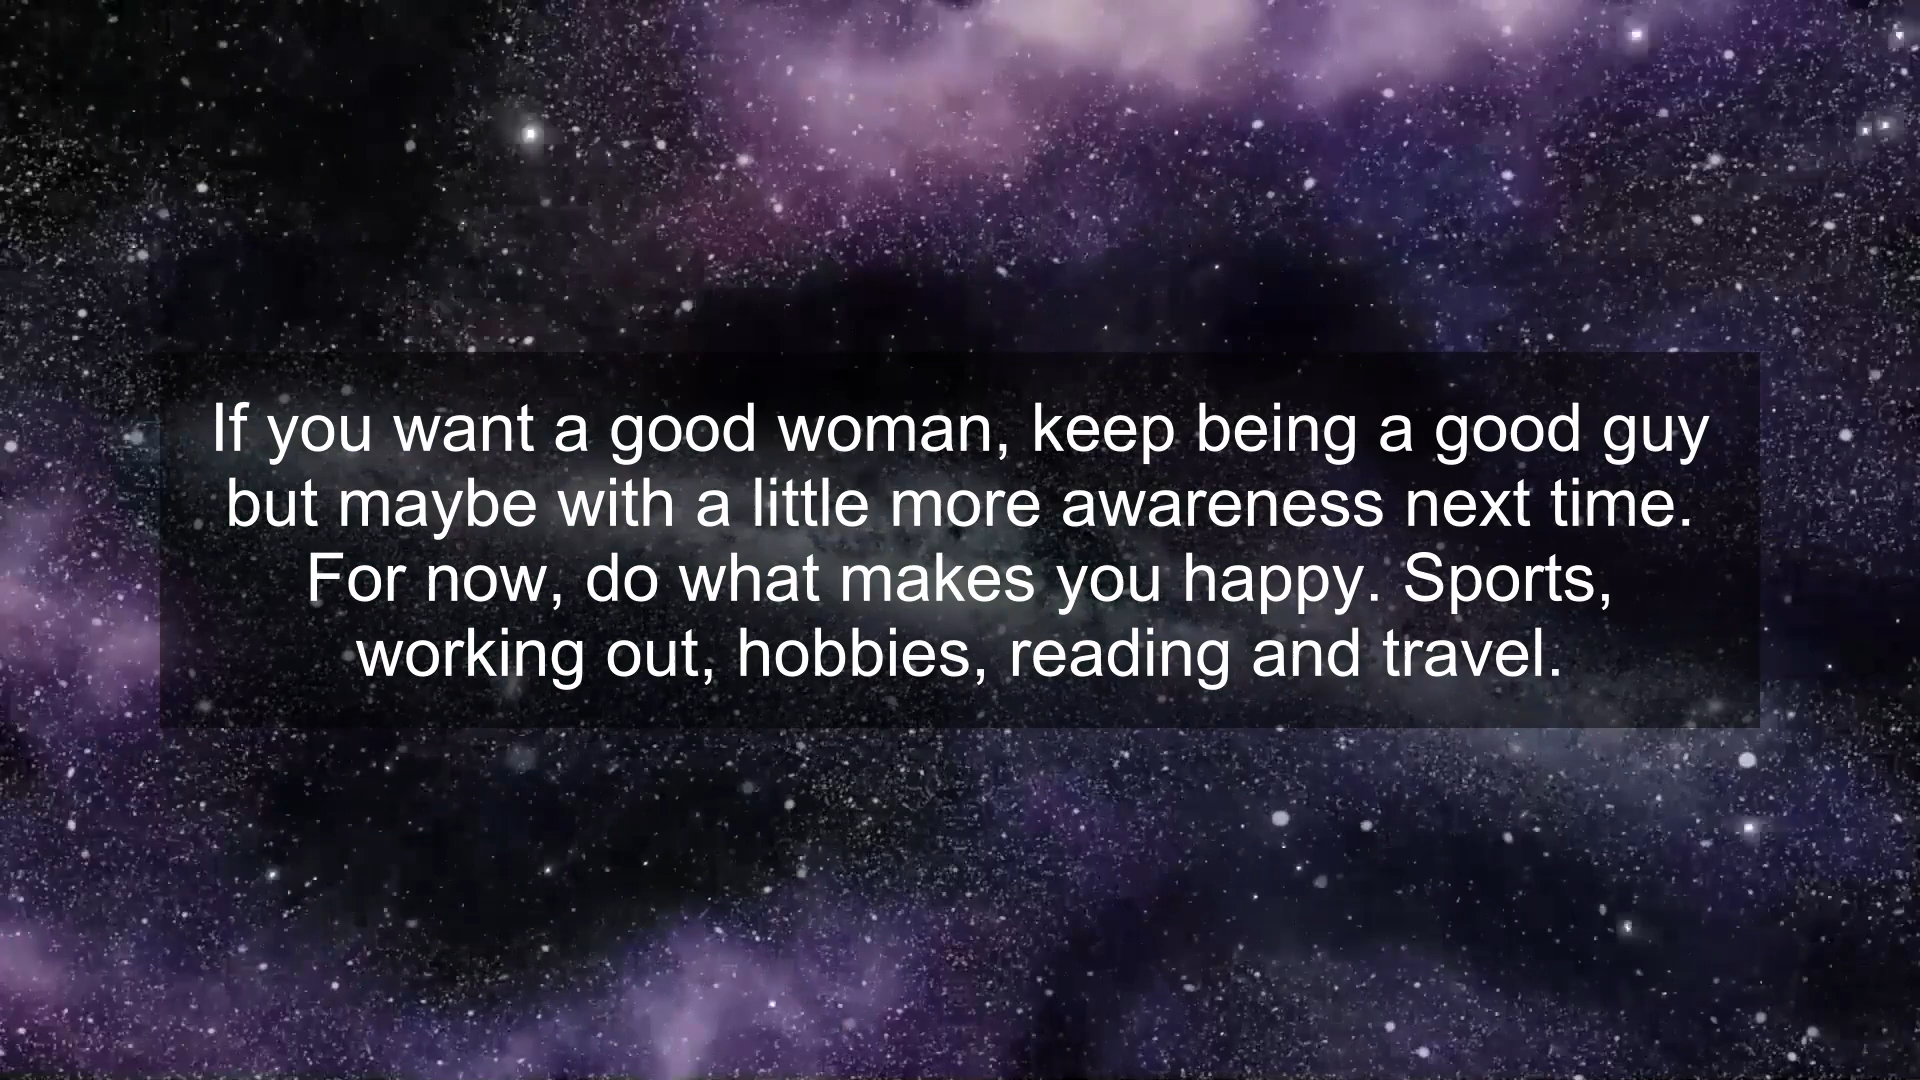 If you want a good woman, keep being a good guy
but maybe with a little more awareness next time.
For now, do what makes you happy. Sports,
working out, hobbies, reading and travel.